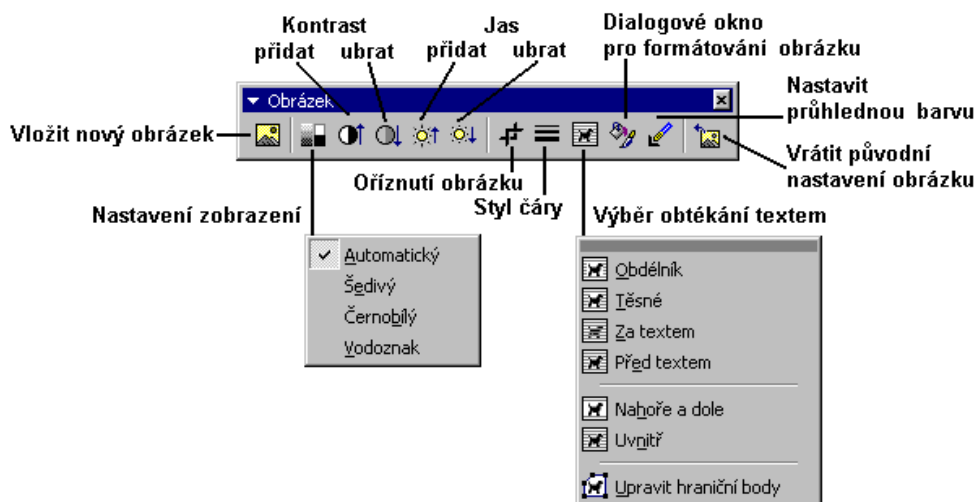 Kontrast
přidat ubrat
Jas
přidat ubrat
Dialogové okno
pro formátování obrázku
Nastavit
průhlednou barvu
Obrázek
Vložit nový obrázek
Vrátit původní
nastavení obrázku
Oříznutí obrázku
Styl čáry
Nastavení zobrazení
Výběr obtékání textem
Automatický
Šedivý
Černobílý
Vodoznak
Obdélník
Těsné
Za textem
Před textem
Nahoře a dole
Uvnitř
Upravit hraniční body